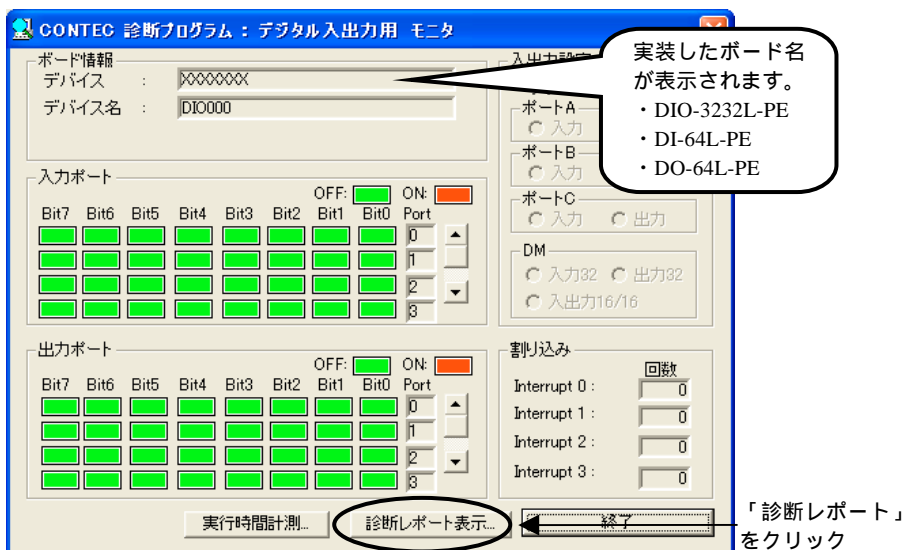 CONTEC 診断プログラム : デジタル入出力用 モニタ
ボード情報
デバイス : XXXXXXX
デバイス名 : DIO000
実装したボード名
が表示されます。
・DIO-3232L-PE
・DI-64L-PE
・DO-64L-PE
入力ポート
OFF: ON:
Bit7 Bit6 Bit5 Bit4 Bit3 Bit2 Bit1 Bit0 Port
0
1
2
3
出力ポート
OFF: ON:
Bit7 Bit6 Bit5 Bit4 Bit3 Bit2 Bit1 Bit0 Port
0
1
2
3
ポートA
入力
ポートB
入力
ポートC
入力 出力
DM
入力32 出力32
入出力16/16
割り込み
回数
Interrupt 0 : 0
Interrupt 1 : 0
Interrupt 2 : 0
Interrupt 3 : 0
実行時間計測... 診断レポート表示... 終了
「診断レポート」
をクリック